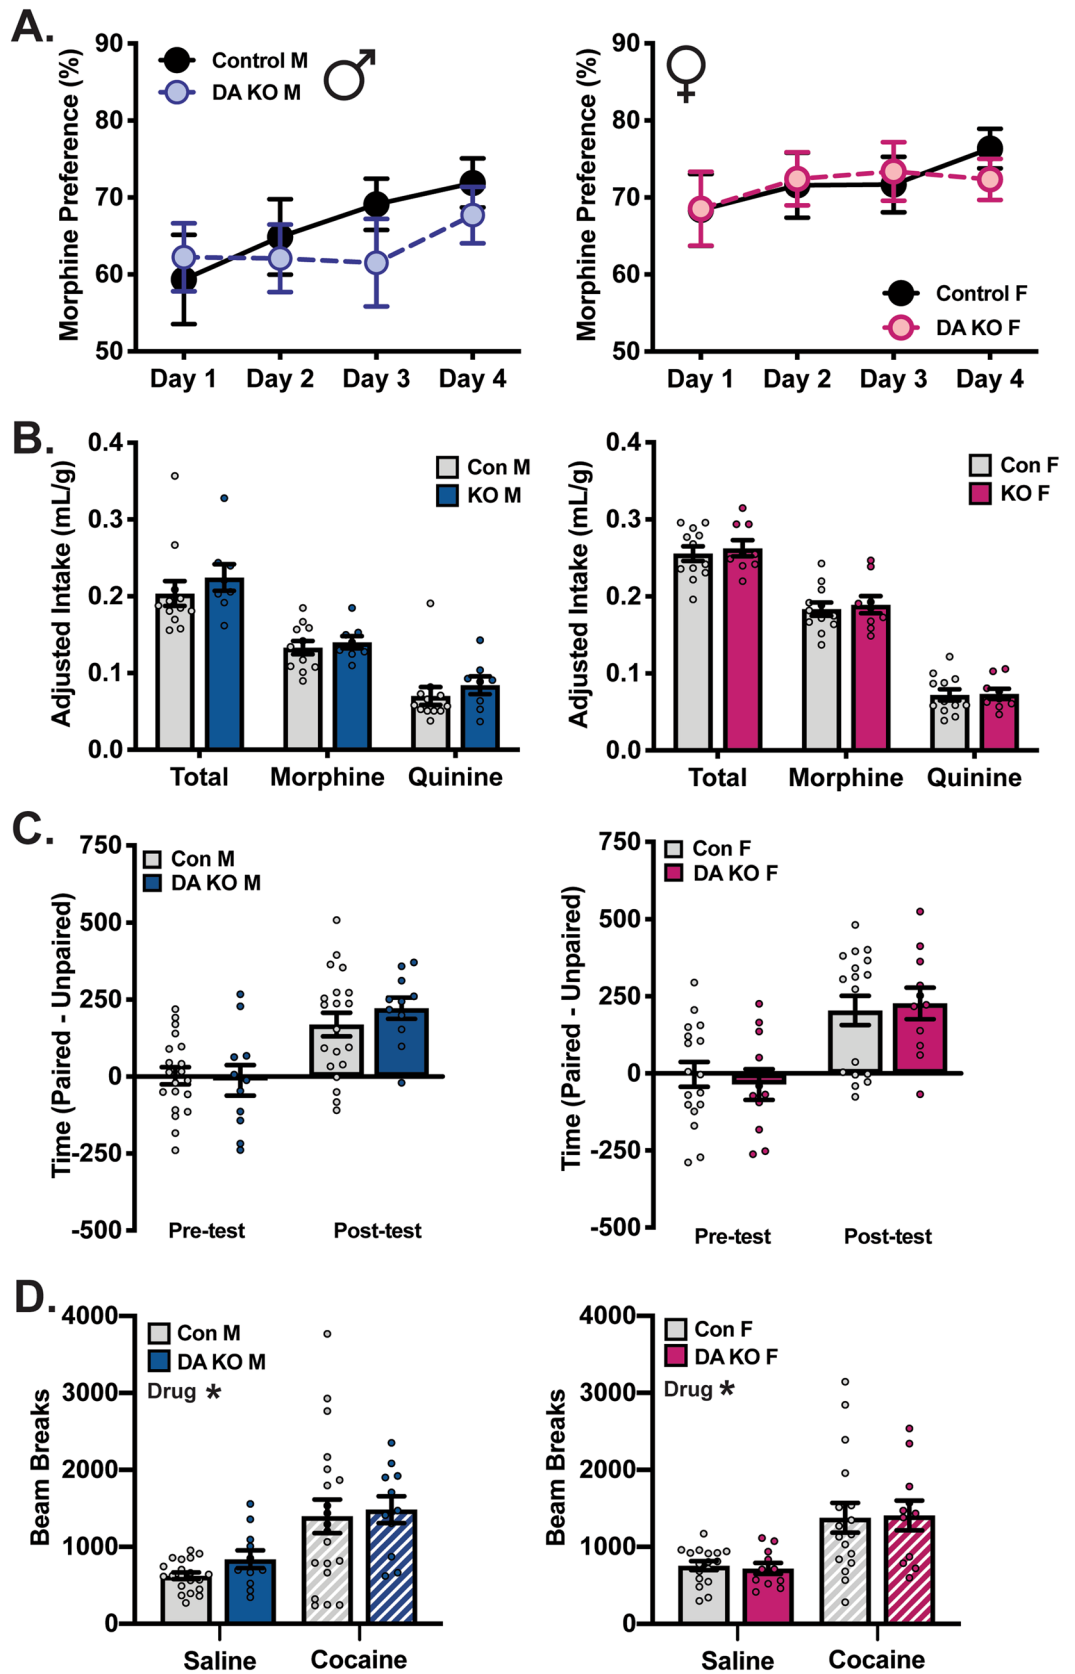 A.
Morphine Preference (%)
90
80
70
60
50
Control M
DA KO M
Day 1
Day 2
Day 3
Day 4
Morphine Preference (%)
90
80
70
60
50
Control F
DA KO F
Day 1
Day 2
Day 3
Day 4
B.
Adjusted Intake (mL/g)
0.4
0.3
0.2
0.1
0.0
Con M
KO M
Total
Morphine
Quinine
Adjusted Intake (mL/g)
0.4
0.3
0.2
0.1
0.0
Con F
KO F
Total
Morphine
Quinine
C.
Time (Paired - Unpaired)
750
500
250
0
-250
-500
Con M
DA KO M
Pre-test
Post-test
Time (Paired - Unpaired)
750
500
250
0
-250
-500
Con F
DA KO F
Pre-test
Post-test
D.
Beam Breaks
4000
3000
2000
1000
0
Con M
DA KO M
Drug *
Saline
Cocaine
Beam Breaks
4000
3000
2000
1000
0
Con F
DA KO F
Drug *
Saline
Cocaine